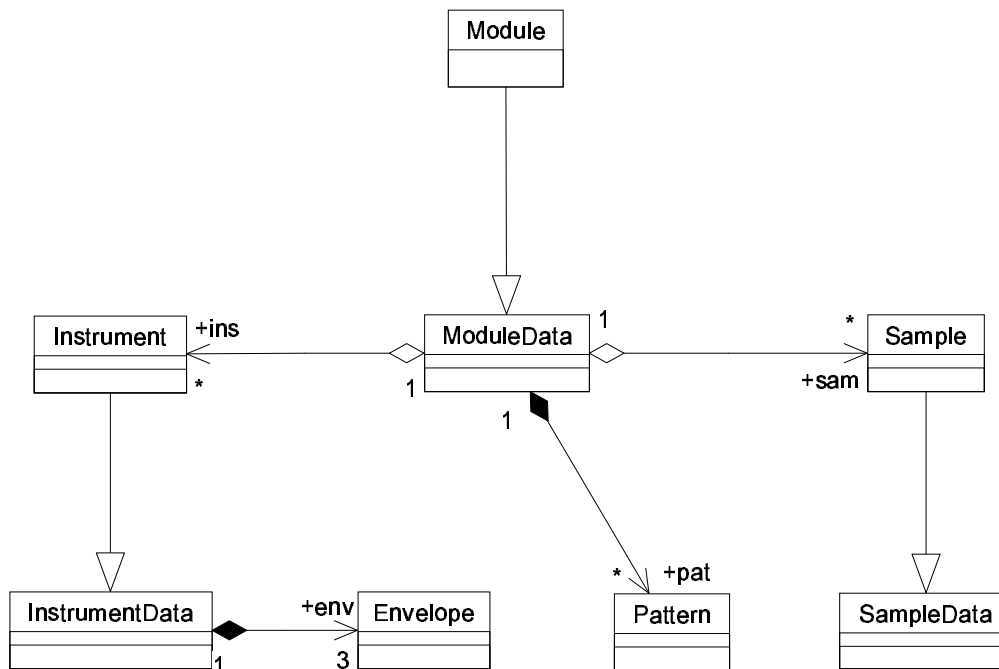 Module
Instrument
+ins
*
ModuleData
1
1
1
*
Sample
+sam
InstrumentData
1
+env
3
Envelope
*
+pat
Pattern
SampleData